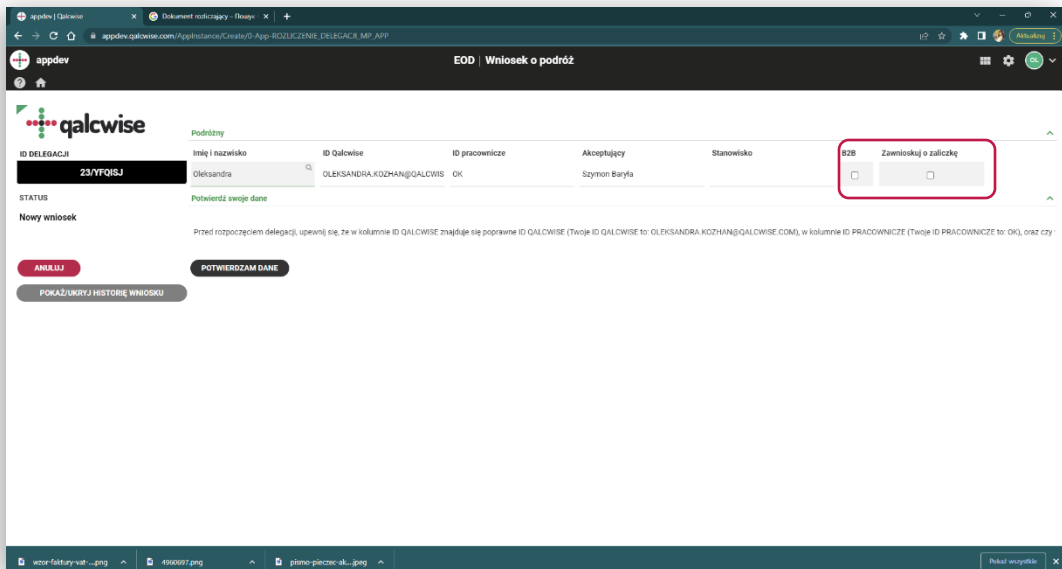 appdev | Qalcwise
Dokument rozliczający – Пошук
appdev.qalcwise.com/AppInstance/Create/0-App-ROZLICZENIE_DELEGACJI_MP_APP
Aktualizuj
appdev
EOD | Wniosek o podróż
OL
qalcwise
Podróżny
ID DELEGACJI
Imię i nazwisko ID Qalcwise ID pracownicze Akceptujący Stanowisko B2B Zawnioskuj o zaliczkę
23/YFQISJ
Oleksandra OLEKSANDRA.KOZHAN@QALCWIS OK Szymon Baryła
STATUS
Potwierdź swoje dane
Nowy wniosek
Przed rozpoczęciem delegacji, upewnij się, że w kolumnie ID QALCWISE znajduje się poprawne ID QALCWISE (Twoje ID QALCWISE to: OLEKSANDRA.KOZHAN@QALCWISE.COM), w kolumnie ID PRACOWNICZE (Twoje ID PRACOWNICZE to: OK), oraz czy
ANULUJ
POTWIERDZAM DANE
POKAŻ/UKRYJ HISTORIĘ WNIOSKU
wzor-faktury-vat-....png
4960697.png
pismo-pieczec-ak....jpeg
Pokaż wszystkie